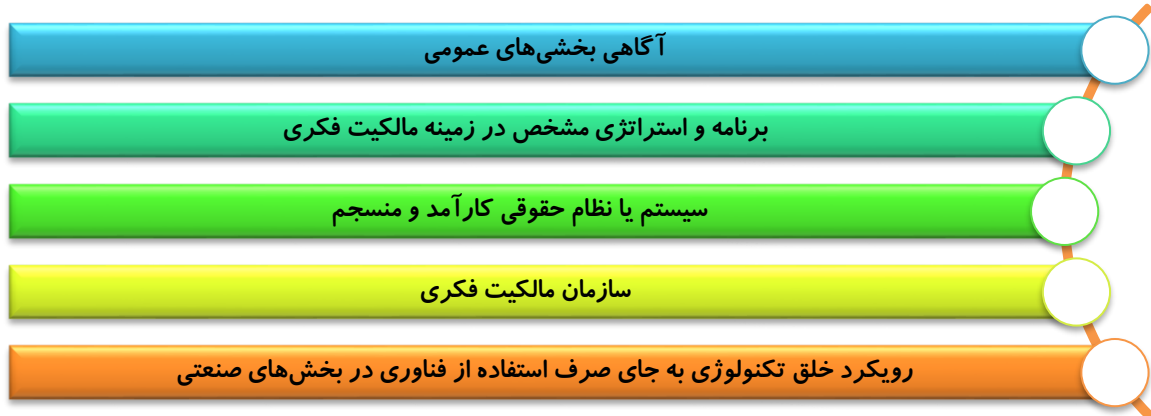 آگاهی بخشی‌های عمومی
برنامه و استراتژی مشخص در زمینه مالکیت فکری
سیستم یا نظام حقوقی کارآمد و منسجم
سازمان مالکیت فکری
رویکرد خلق تکنولوژی به جای صرف استفاده از فناوری در بخش‌های صنعتی